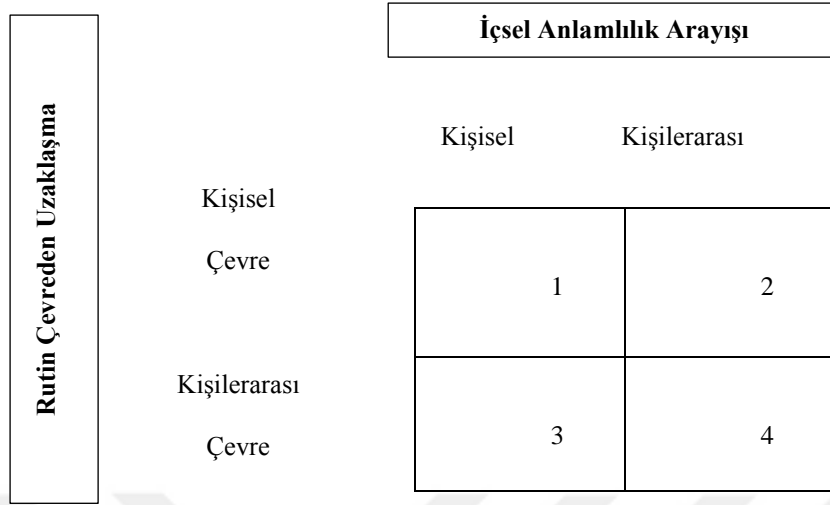 İçsel Anlamlılık Arayışı
Rutin Çevreden Uzaklaşma
Kişisel Kişilerarası
Kişisel
Çevre
1 2
Kişilerarası
Çevre
3 4